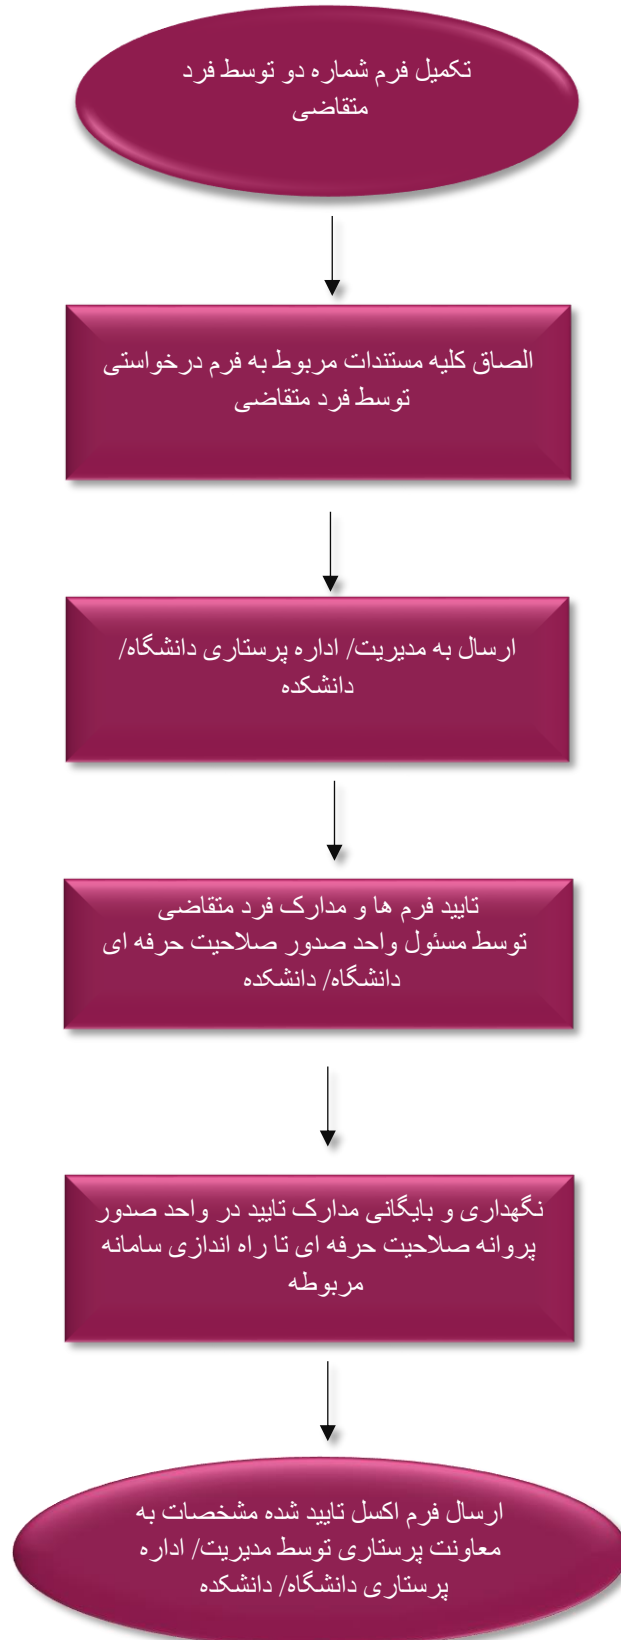 تکمیل فرم شماره دو توسط فرد
متقاضی
الصاق کلیه مستندات مربوط به فرم درخواستی
توسط فرد متقاضی
ارسال به مدیریت/ اداره پرستاری دانشگاه/
دانشکده
تایید فرم ها و مدارک فرد متقاضی
توسط مسئول واحد صدور صلاحیت حرفه ای
دانشگاه/ دانشکده
نگهداری و بایگانی مدارک تایید در واحد صدور
پروانه صلاحیت حرفه ای تا راه اندازی سامانه
مربوطه
ارسال فرم اکسل تایید شده مشخصات به
معاونت پرستاری توسط مدیریت/ اداره
پرستاری دانشگاه/ دانشکده